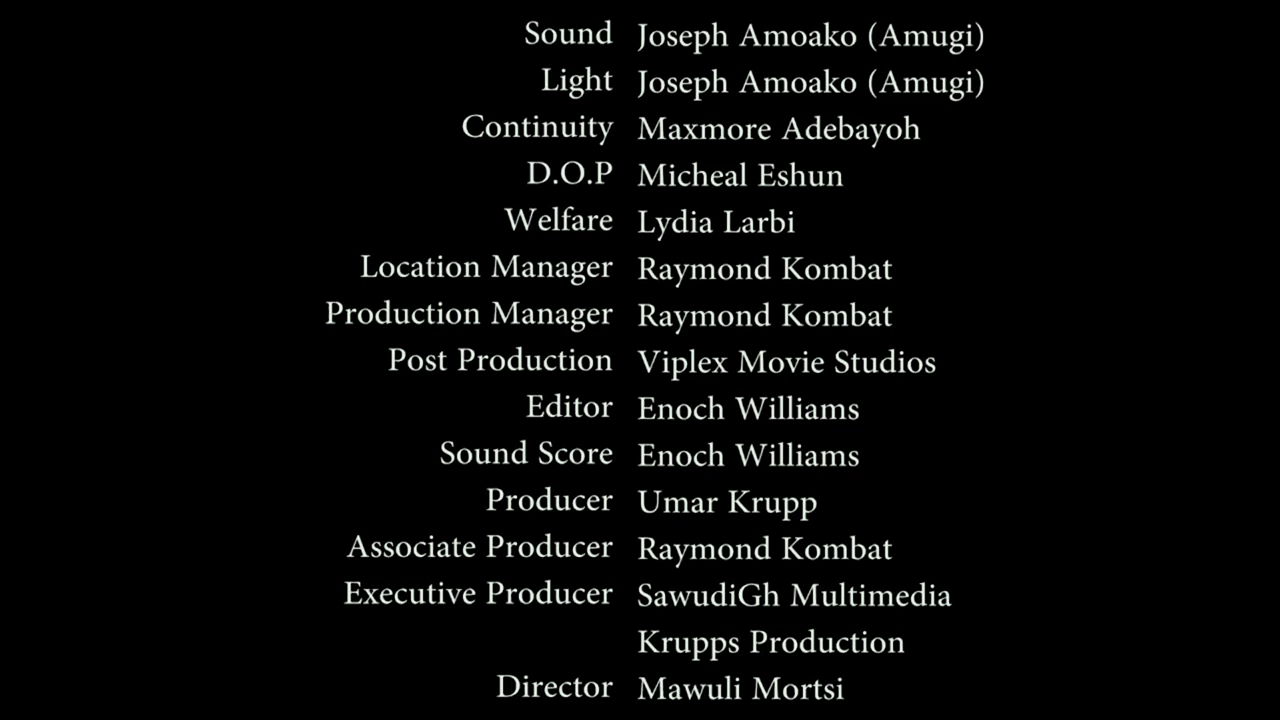 Sound Joseph Amoako (Amugi)
Light Joseph Amoako (Amugi)
Continuity Maxmore Adebayoh
D.O.P Micheal Eshun
Welfare Lydia Larbi
Location Manager Raymond Kombat
Production Manager Raymond Kombat
Post Production Viplex Movie Studios
Editor Enoch Williams
Sound Score Enoch Williams
Producer Umar Krupp
Associate Producer Raymond Kombat
Executive Producer SawudiGh Multimedia
Krupps Production
Director Mawuli Mortsi